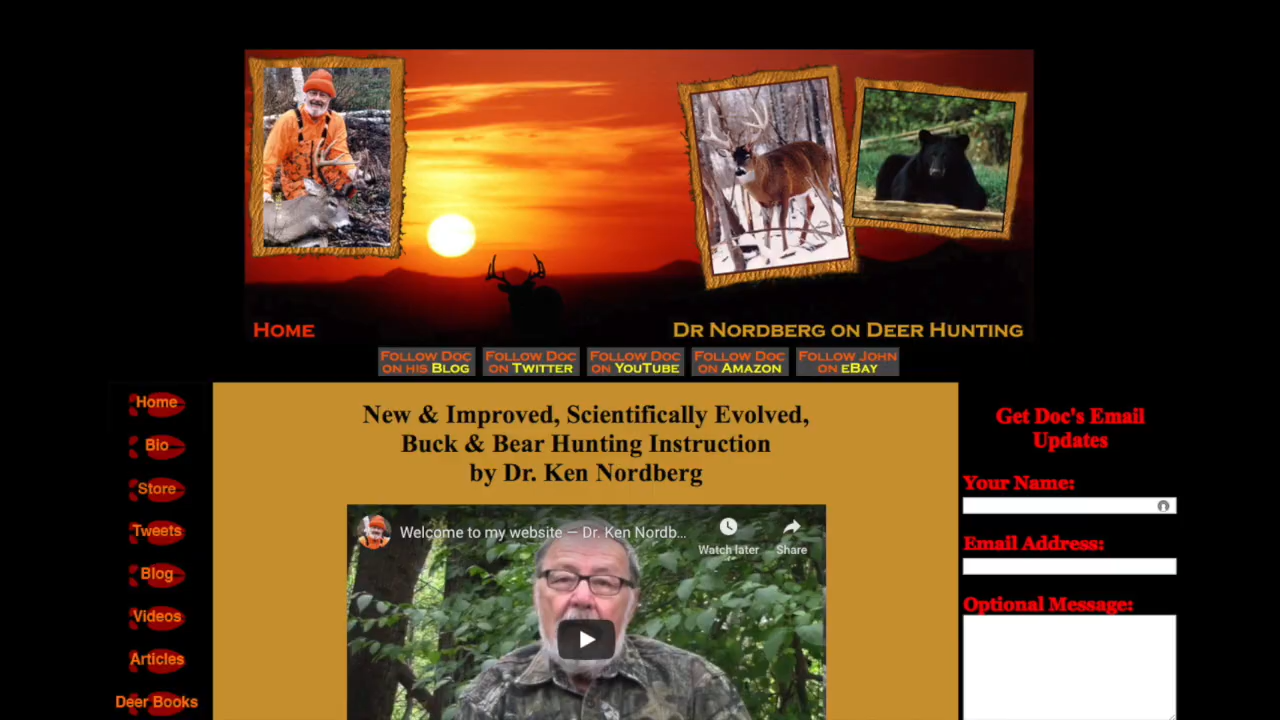 Home
Dr Nordberg on Deer Hunting
Follow Doc
on his Blog
Follow Doc
on Twitter
Follow Doc
on YouTube
Follow Doc
on Amazon
Follow John
on eBay
Home
Bio
Store
Tweets
Blog
Videos
Articles
Deer Books
New & Improved, Scientifically Evolved,
Buck & Bear Hunting Instruction
by Dr. Ken Nordberg
Welcome to my website — Dr. Ken Nordb...
Watch later
Share
Get Doc's Email
Updates
Your Name:
Email Address:
Optional Message: